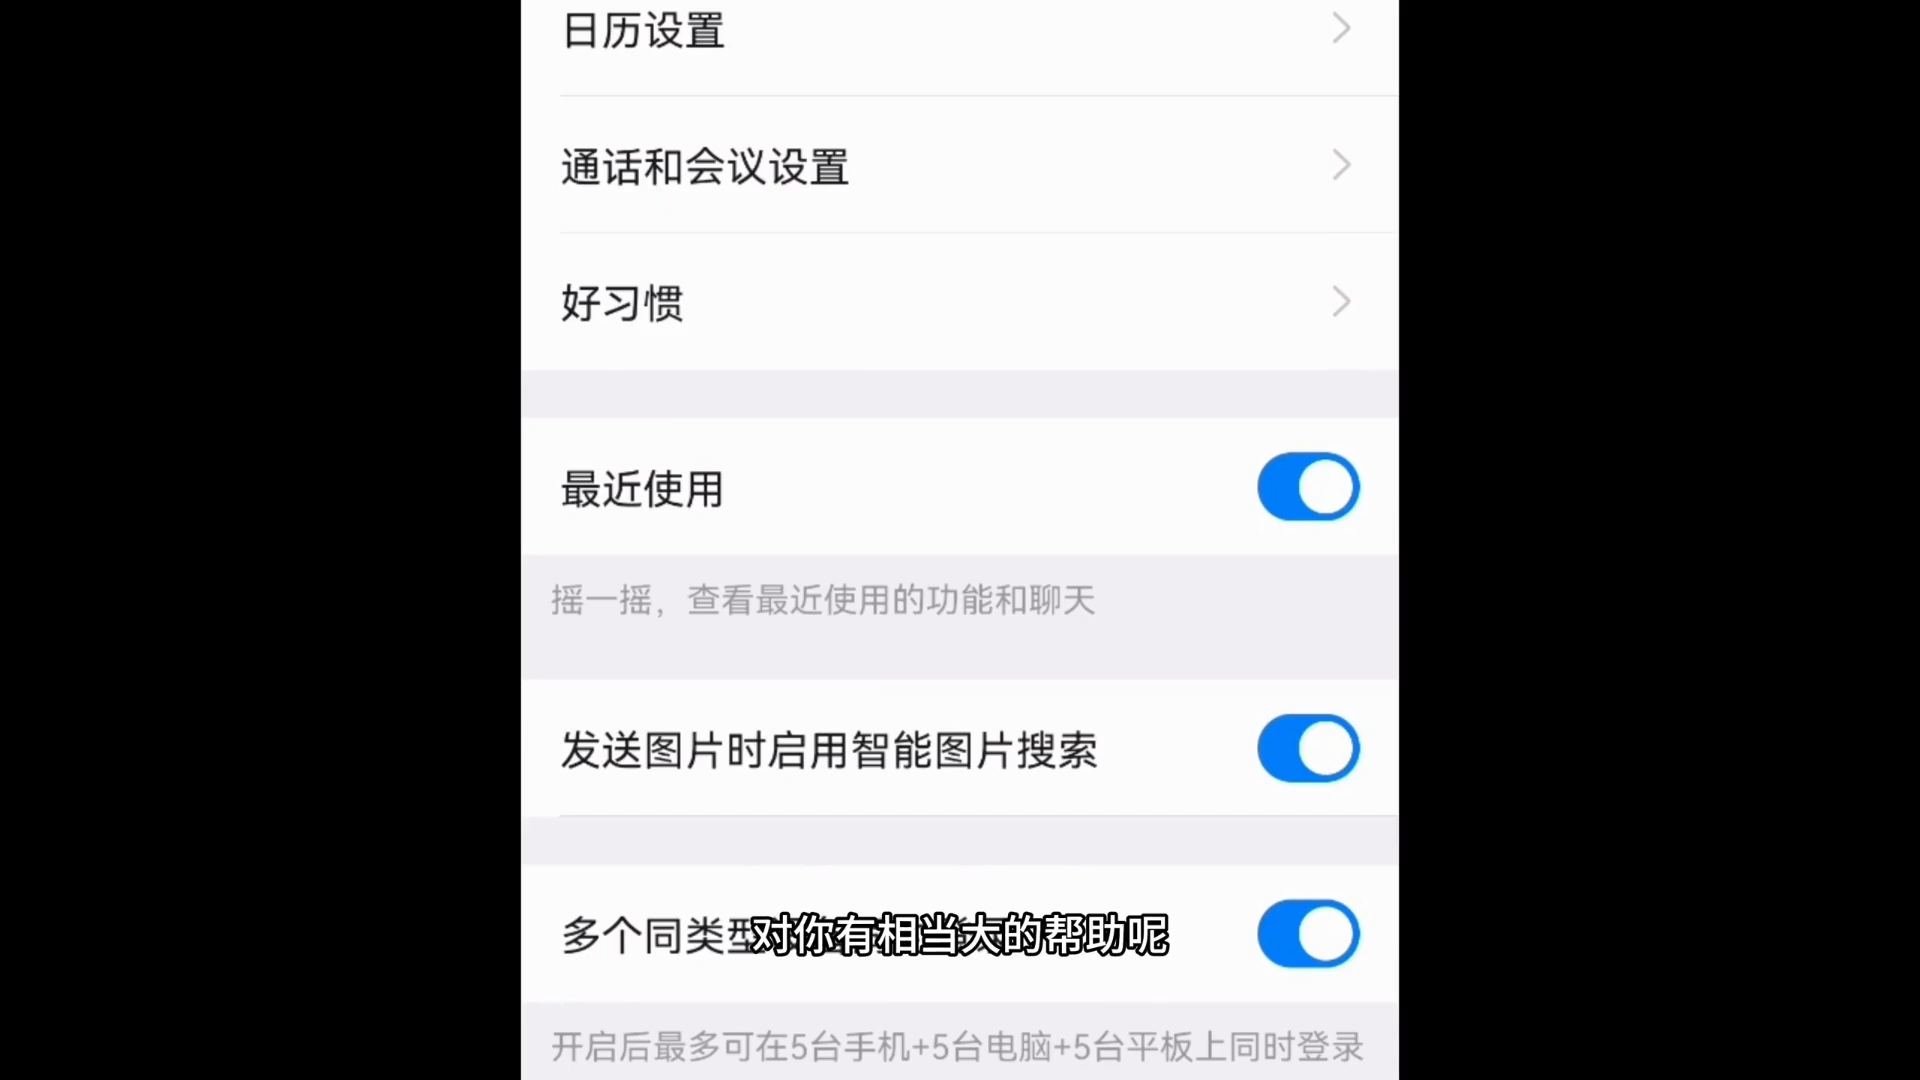 日历设置
通话和会议设置
好习惯
最近使用
摇一摇，查看最近使用的功能和聊天
发送图片时启用智能图片搜索
多个同类型
对你有相当大的帮助呢
开启后最多可在5台手机+5台电脑+5台平板上同时登录